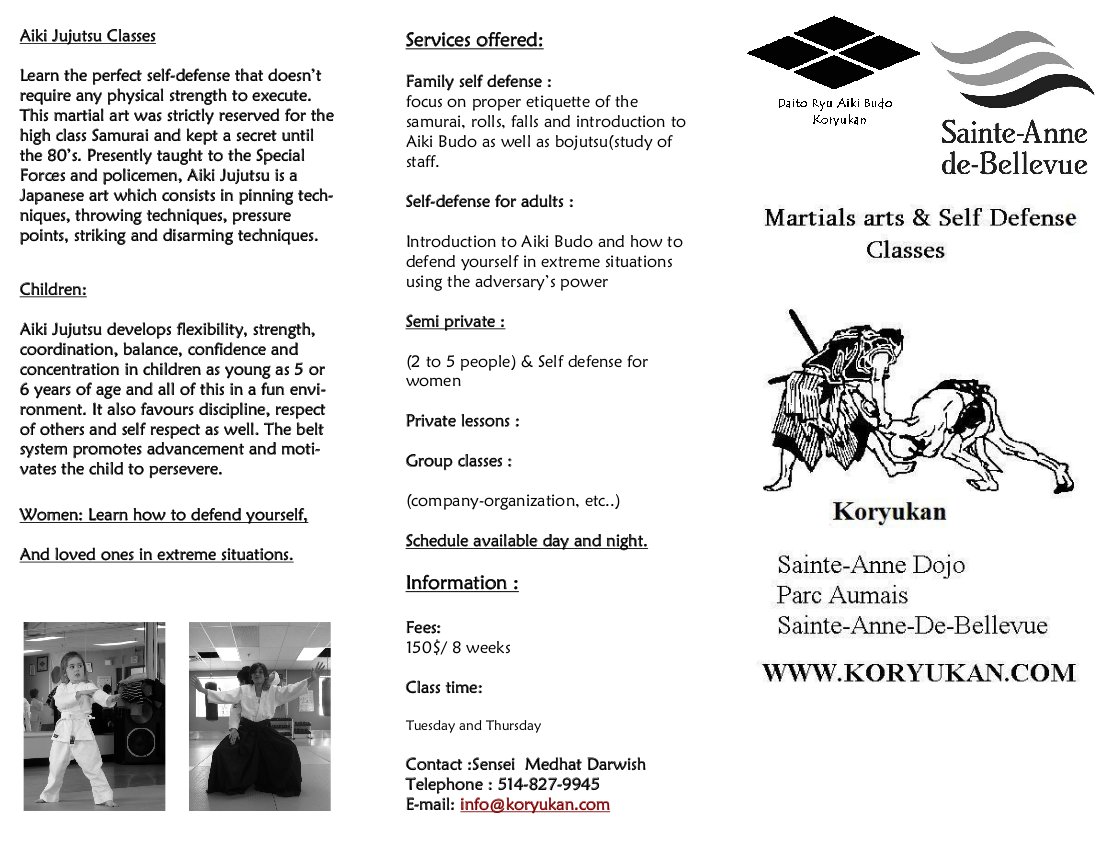 Aiki Jujutsu Classes
Learn the perfect self-defense that doesn't
require any physical strength to execute.
This martial art was strictly reserved for the
high class Samurai and kept a secret until
the 80's. Presently taught to the Special
Forces and policemen, Aiki Jujutsu is a
Japanese art which consists in pinning tech-
niques, throwing techniques, pressure
points, striking and disarming techniques.
Children:
Aiki Jujutsu develops flexibility, strength,
coordination, balance, confidence and
concentration in children as young as 5 or
6 years of age and all of this in a fun envi-
ronment. It also favours discipline, respect
of others and self respect as well. The belt
system promotes advancement and moti-
vates the child to persevere.
Women: Learn how to defend yourself,
And loved ones in extreme situations.
Services offered:
Family self defense :
focus on proper etiquette of the
samurai, rolls, falls and introduction to
Aiki Budo as well as bojutsu(study of
staff.
Self-defense for adults :
Introduction to Aiki Budo and how to
defend yourself in extreme situations
using the adversary's power
Semi private :
(2 to 5 people) & Self defense for
women
Private lessons :
Group classes :
(company-organization, etc..)
Schedule available day and night.
Information :
Fees:
150$/ 8 weeks
Class time:
Tuesday and Thursday
Contact :Sensei  Medhat Darwish
Telephone : 514-827-9945
E-mail: info@koryukan.com
Daito Ryu Aiki Budo
Koryukan
Sainte-Anne
de-Bellevue
Martials arts & Self Defense
Classes
Koryukan
Sainte-Anne Dojo
Parc Aumais
Sainte-Anne-De-Bellevue
WWW.KORYUKAN.COM